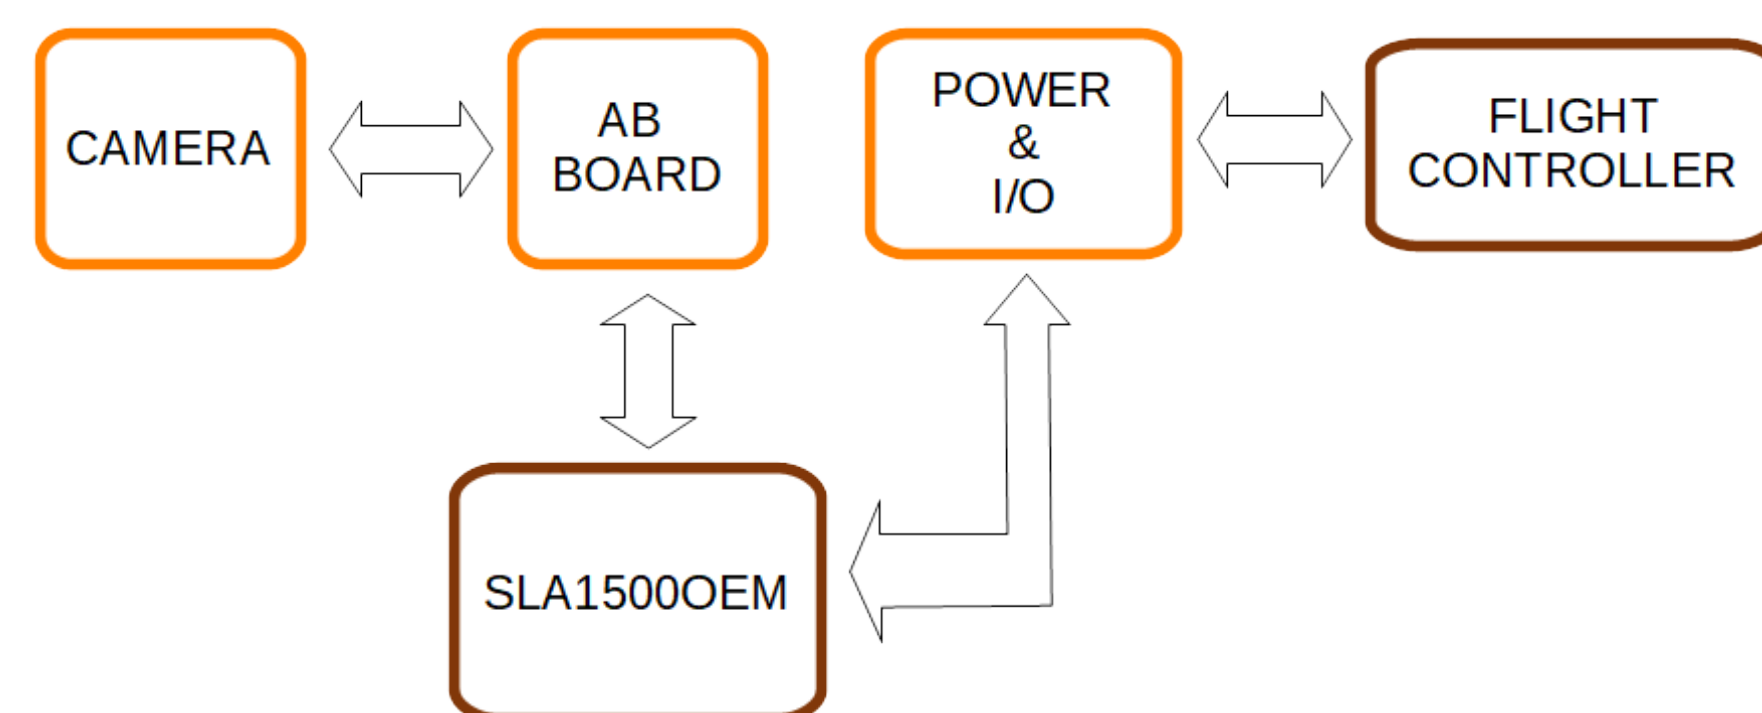 CAMERA
AB
BOARD
POWER
&
I/O
FLIGHT
CONTROLLER
SLA1500OEM